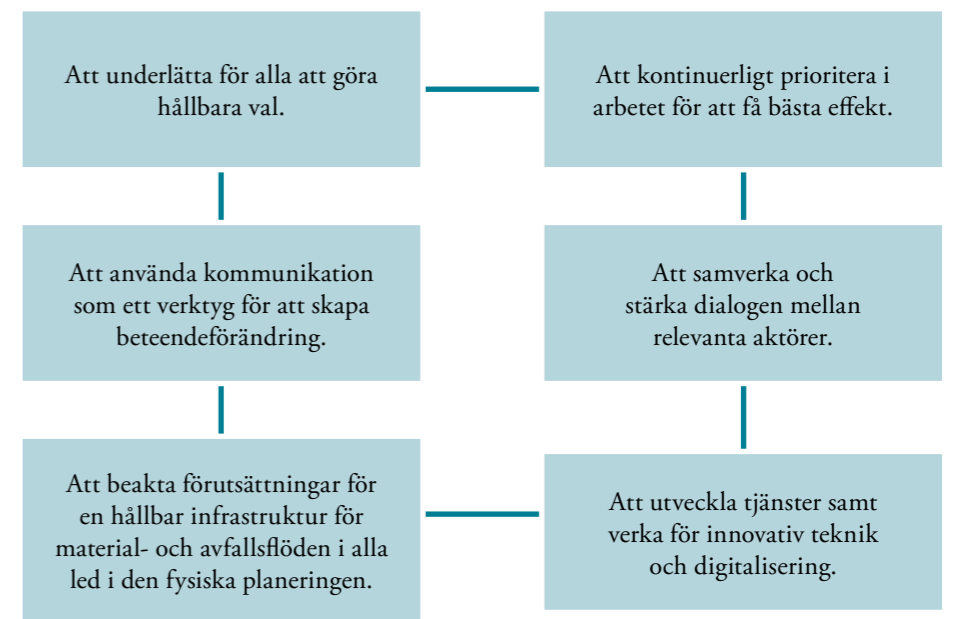 Att underlätta för alla att göra
hållbara val.
Att kontinuerligt prioritera i
arbetet för att få bästa effekt.
Att använda kommunikation
som ett verktyg för att skapa
beteendeförändring.
Att samverka och
stärka dialogen mellan
relevanta aktörer.
Att beakta förutsättningar för
en hållbar infrastruktur för
material- och avfallsflöden i alla
led i den fysiska planeringen.
Att utveckla tjänster samt
verka för innovativ teknik
och digitalisering.